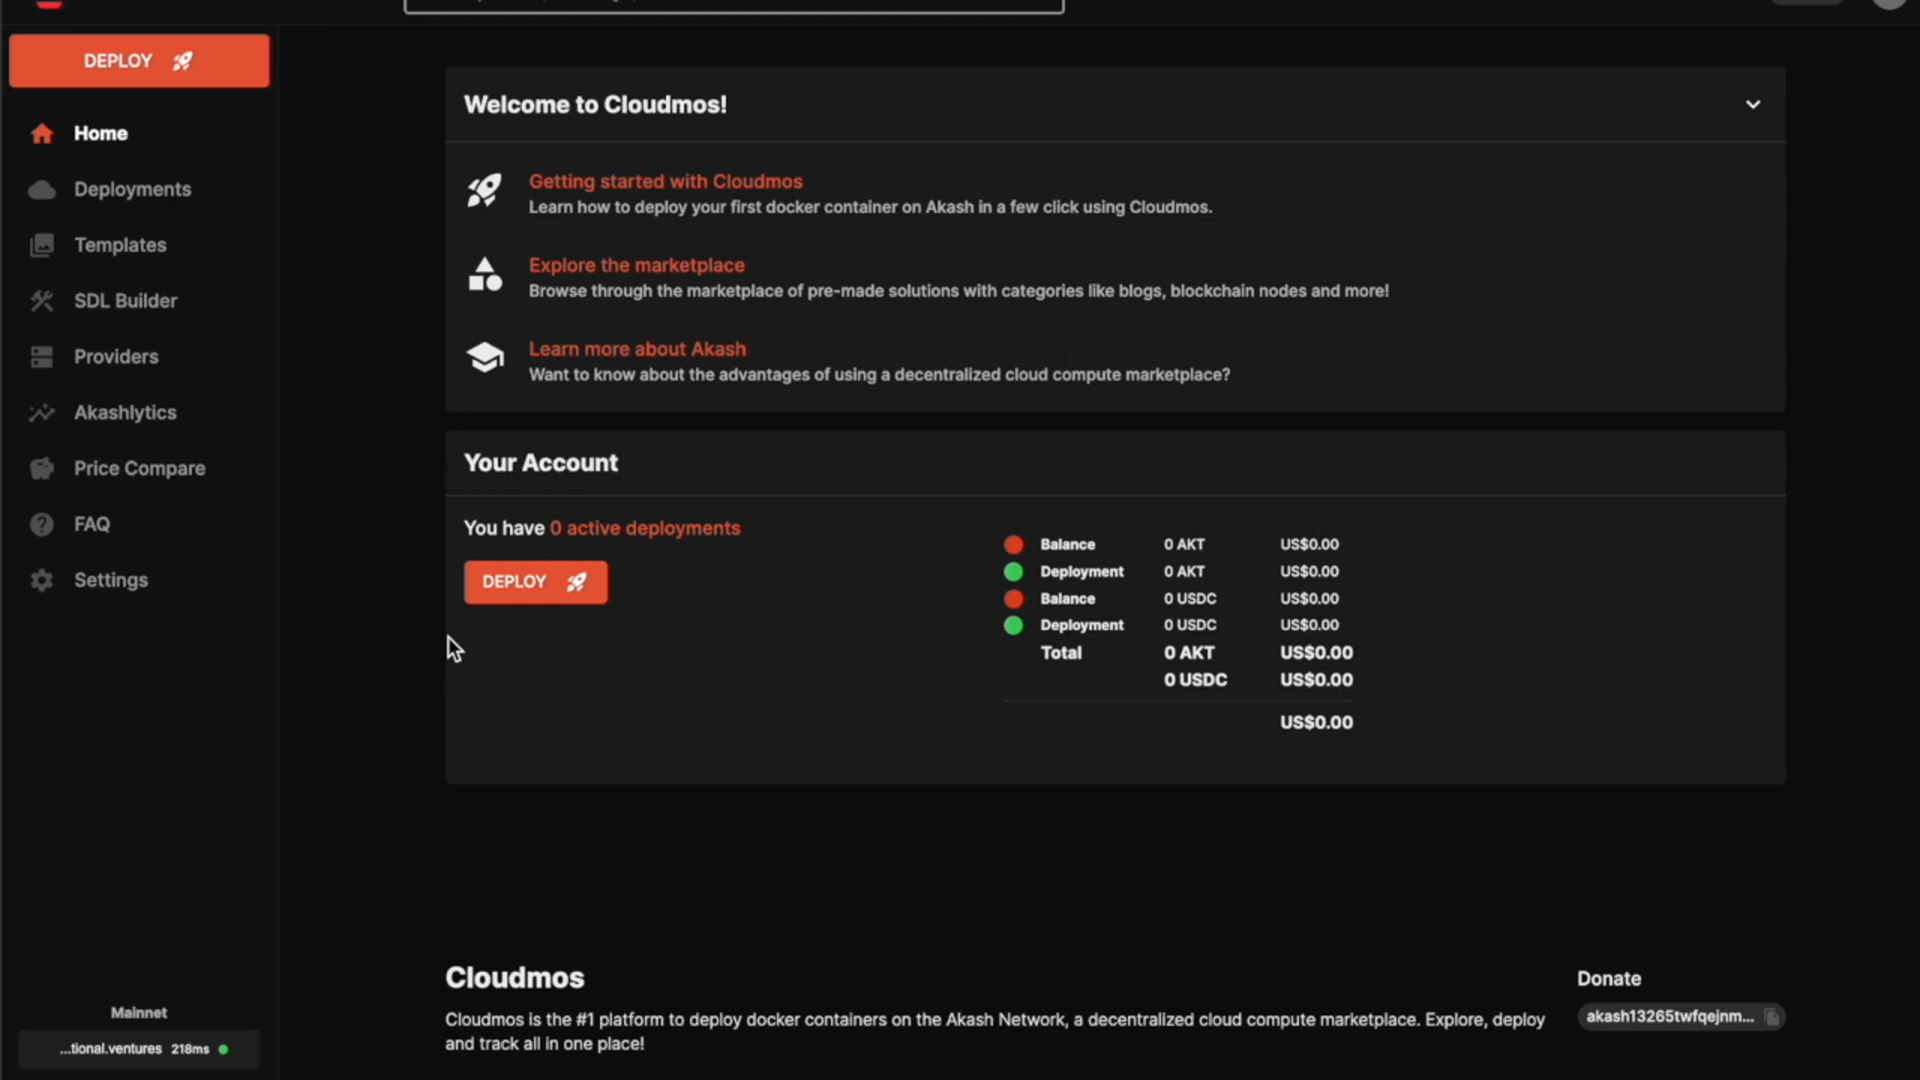 DEPLOY
Home
Deployments
Templates
SDL Builder
Providers
Akashlytics
Price Compare
FAQ
Settings
Mainnet
...tional.ventures 218ms
Welcome to Cloudmos!
Getting started with Cloudmos
Learn how to deploy your first docker container on Akash in a few click using Cloudmos.
Explore the marketplace
Browse through the marketplace of pre-made solutions with categories like blogs, blockchain nodes and more!
Learn more about Akash
Want to know about the advantages of using a decentralized cloud compute marketplace?
Your Account
You have 0 active deployments
DEPLOY
Balance 0 AKT US$0.00
Deployment 0 AKT US$0.00
Balance 0 USDC US$0.00
Deployment 0 USDC US$0.00
Total 0 AKT US$0.00
0 USDC US$0.00
US$0.00
Cloudmos
Cloudmos is the #1 platform to deploy docker containers on the Akash Network, a decentralized cloud compute marketplace. Explore, deploy
and track all in one place!
Donate
akash13265twfqejnm...